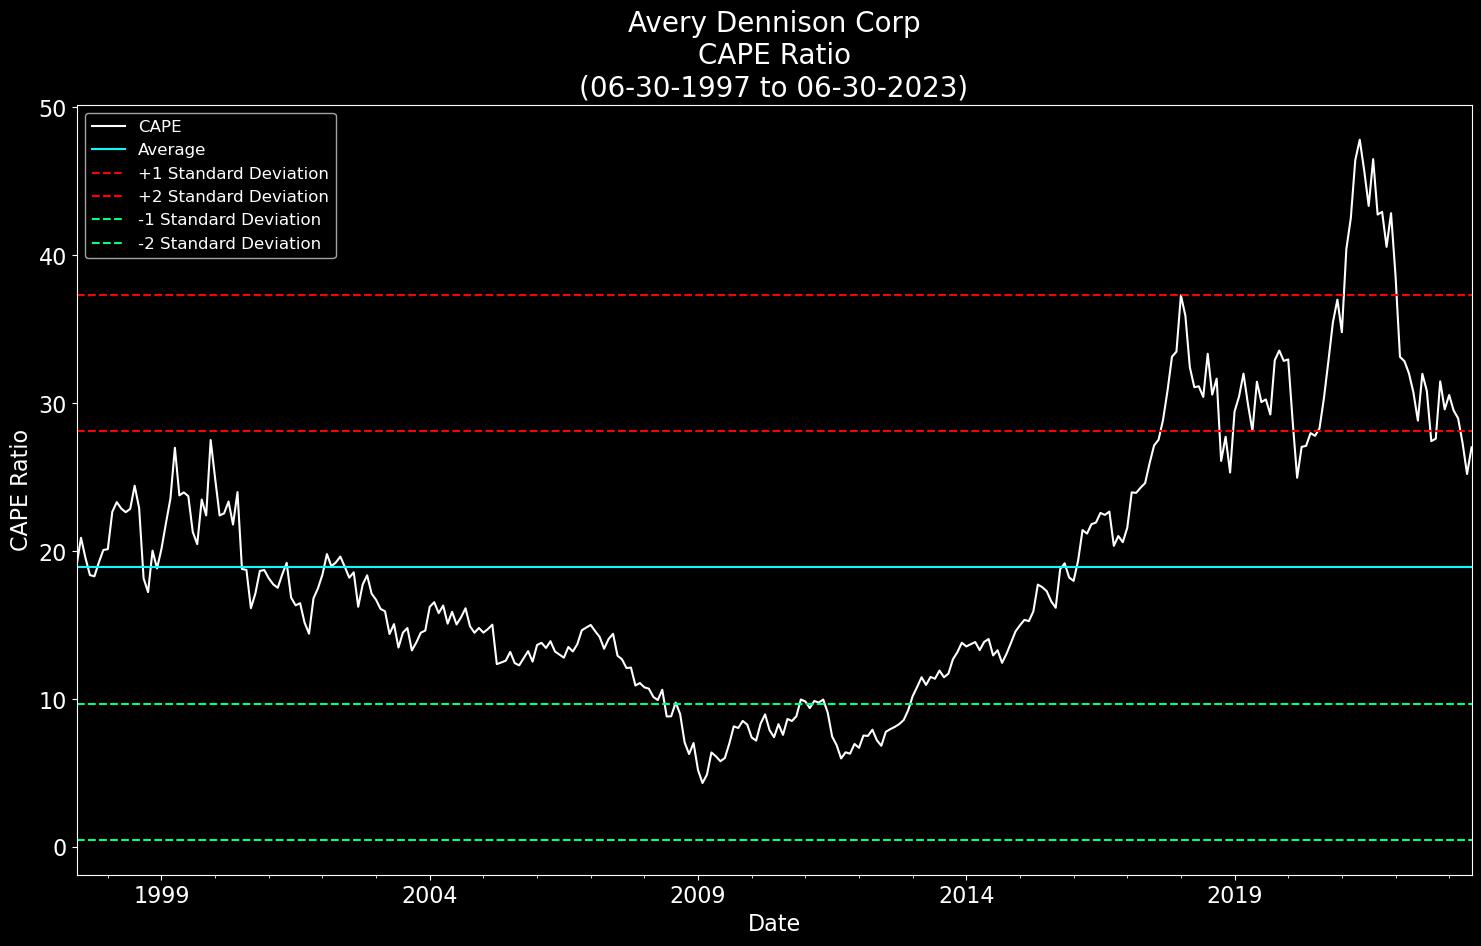 Avery Dennison Corp
CAPE Ratio
(06-30-1997 to 06-30-2023)
CAPE
Average
+1 Standard Deviation
+2 Standard Deviation
-1 Standard Deviation
-2 Standard Deviation
50
40
30
20
10
0
CAPE Ratio
1999 2004 2009 2014 2019
Date